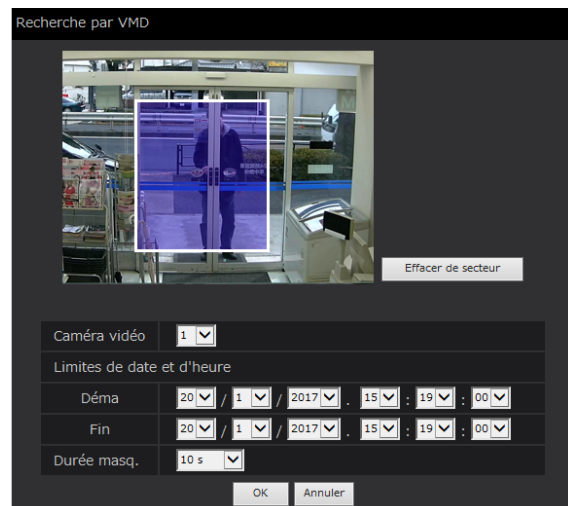 Recherche par VMD
Effacer de secteur
Caméra vidéo 1
Limites de date et d'heure
Déma 20 / 1 / 2017 . 15 : 19 : 00
Fin 20 / 1 / 2017 . 15 : 19 : 00
Durée masq. 10 s
OK Annuler